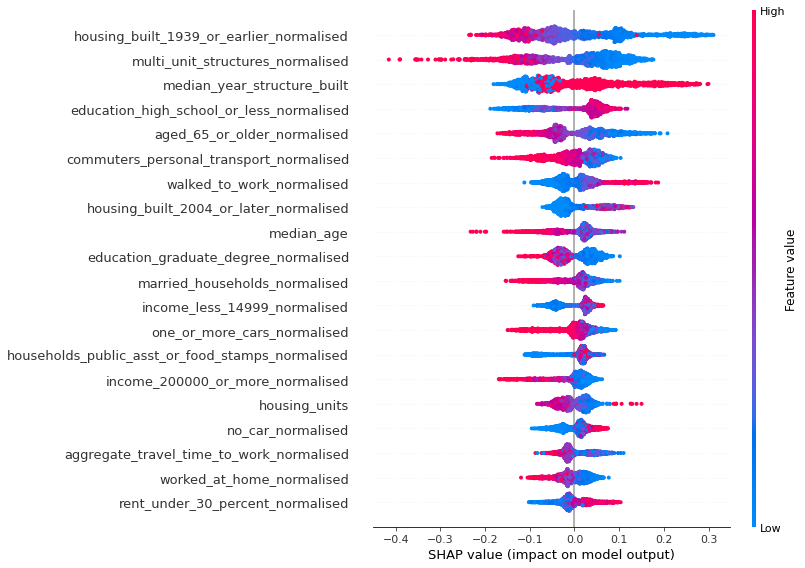 High
housing_built_1939_or_earlier_normalised
multi_unit_structures_normalised
median_year_structure_built
education_high_school_or_less_normalised
aged_65_or_older_normalised
commuters_personal_transport_normalised
walked_to_work_normalised
housing_built_2004_or_later_normalised
median_age
education_graduate_degree_normalised
married_households_normalised
income_less_14999_normalised
one_or_more_cars_normalised
households_public_asst_or_food_stamps_normalised
income_200000_or_more_normalised
housing_units
no_car_normalised
aggregate_travel_time_to_work_normalised
worked_at_home_normalised
rent_under_30_percent_normalised
Feature value
Low
−0.4 −0.3 −0.2 −0.1 0.0 0.1 0.2 0.3
SHAP value (impact on model output)